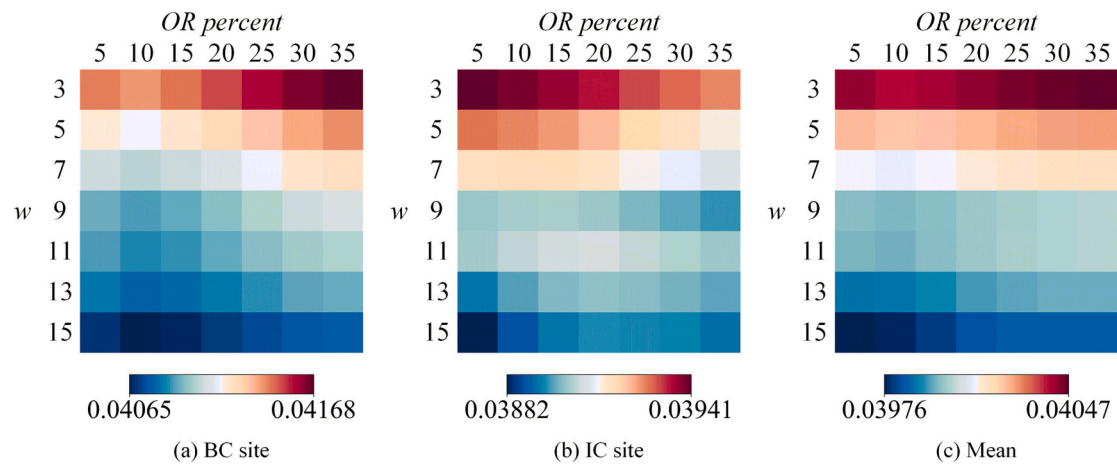 OR percent
5 10 15 20 25 30 35
3
5
7
w 9
11
13
15
0.04065 0.04168
(a) BC site
OR percent
5 10 15 20 25 30 35
3
5
7
w 9
11
13
15
0.03882 0.03941
(b) IC site
OR percent
5 10 15 20 25 30 35
3
5
7
w 9
11
13
15
0.03976 0.04047
(c) Mean